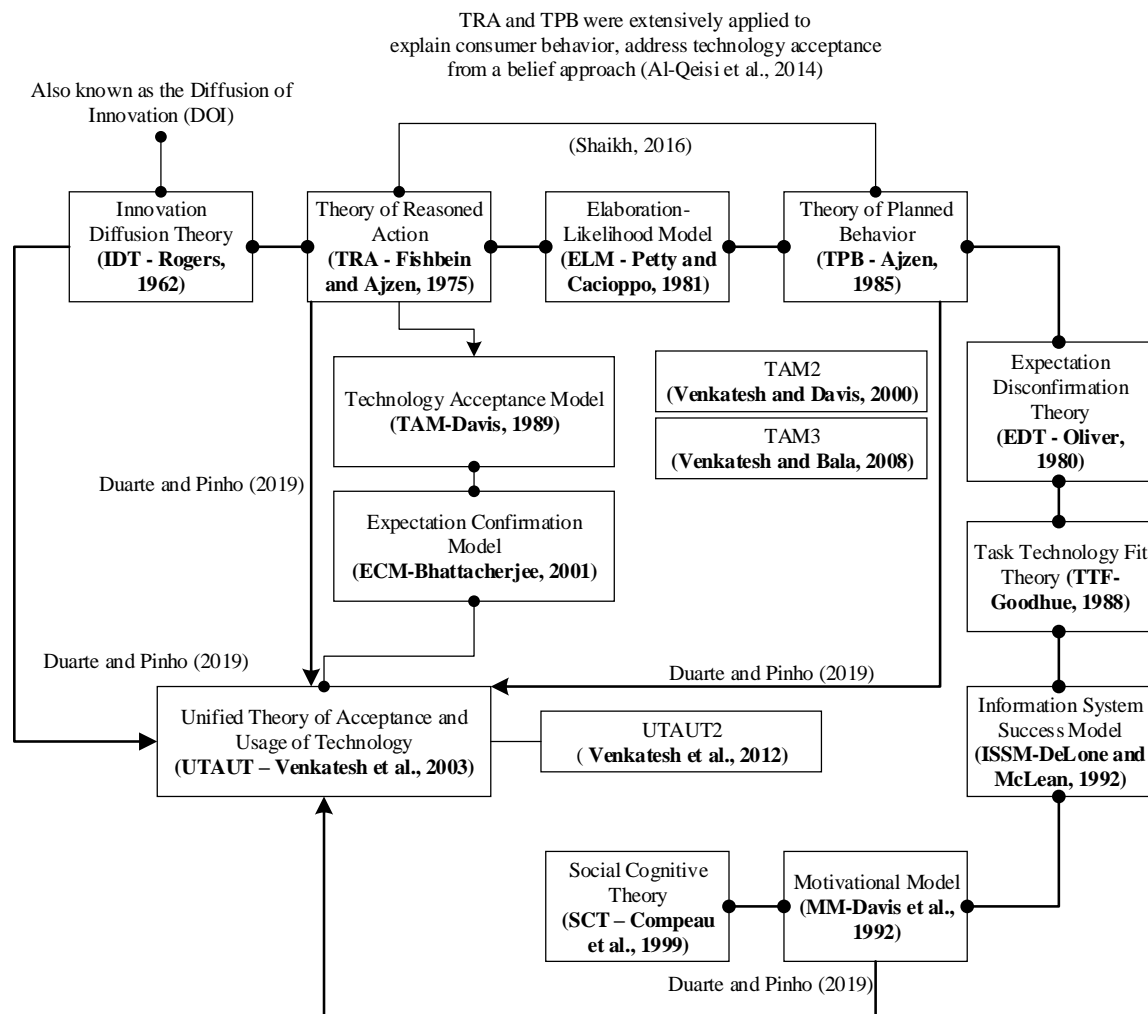 TRA and TPB were extensively applied to
explain consumer behavior, address technology acceptance
from a belief approach (Al-Qeisi et al., 2014)
Also known as the Diffusion of
Innovation (DOI)
(Shaikh, 2016)
Innovation
Diffusion Theory
(IDT - Rogers,
1962)
Theory of Reasoned
Action
(TRA - Fishbein
and Ajzen, 1975)
Elaboration-
Likelihood Model
(ELM - Petty and
Cacioppo, 1981)
Theory of Planned
Behavior
(TPB - Ajzen,
1985)
Technology Acceptance Model
(TAM-Davis, 1989)
TAM2
(Venkatesh and Davis, 2000)
TAM3
(Venkatesh and Bala, 2008)
Expectation
Disconfirmation
Theory
(EDT - Oliver,
1980)
Duarte and Pinho (2019)
Expectation Confirmation
Model
(ECM-Bhattacherjee, 2001)
Task Technology Fit
Theory (TTF-
Goodhue, 1988)
Duarte and Pinho (2019)
Duarte and Pinho (2019)
Unified Theory of Acceptance and
Usage of Technology
(UTAUT – Venkatesh et al., 2003)
UTAUT2
( Venkatesh et al., 2012)
Information System
Success Model
(ISSM-DeLone and
McLean, 1992)
Social Cognitive
Theory
(SCT – Compeau
et al., 1999)
Motivational Model
(MM-Davis et al.,
1992)
Duarte and Pinho (2019)